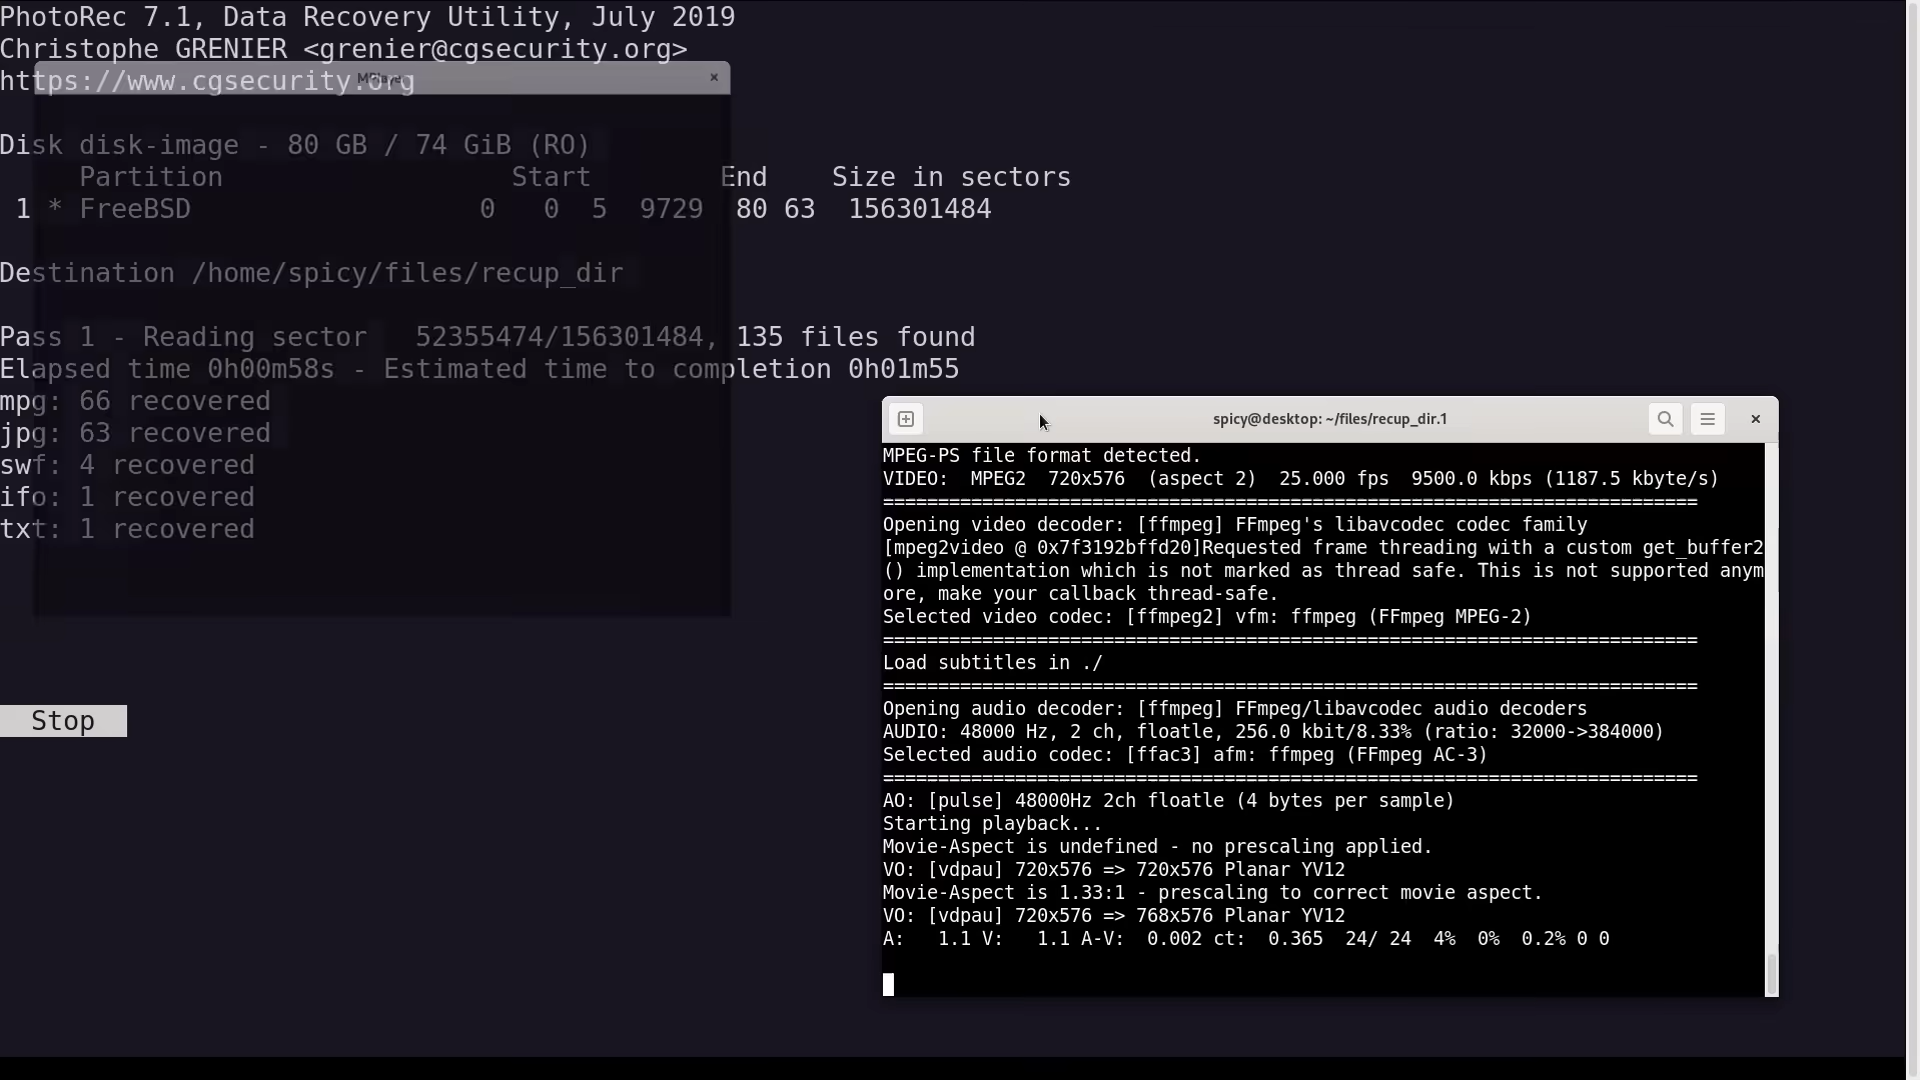 PhotoRec 7.1, Data Recovery Utility, July 2019
Christophe GRENIER <grenier@cgsecurity.org>
https://www.cgsecurity.org
MPlayer
Disk disk-image - 80 GB / 74 GiB (RO)
Partition Start End Size in sectors
1 * FreeBSD 0 0 5 9729 80 63 156301484
Destination /home/spicy/files/recup_dir
Pass 1 - Reading sector 52355474/156301484, 135 files found
Elapsed time 0h00m58s - Estimated time to completion 0h01m55
mpg: 66 recovered
jpg: 63 recovered
swf: 4 recovered
ifo: 1 recovered
txt: 1 recovered
Stop
spicy@desktop: ~/files/recup_dir.1
MPEG-PS file format detected.
VIDEO: MPEG2 720x576 (aspect 2) 25.000 fps 9500.0 kbps (1187.5 kbyte/s)
==========================================================================
Opening video decoder: [ffmpeg] FFmpeg's libavcodec codec family
[mpeg2video @ 0x7f3192bffd20]Requested frame threading with a custom get_buffer2
() implementation which is not marked as thread safe. This is not supported anym
ore, make your callback thread-safe.
Selected video codec: [ffmpeg2] vfm: ffmpeg (FFmpeg MPEG-2)
==========================================================================
Load subtitles in ./
==========================================================================
Opening audio decoder: [ffmpeg] FFmpeg/libavcodec audio decoders
AUDIO: 48000 Hz, 2 ch, floatle, 256.0 kbit/8.33% (ratio: 32000->384000)
Selected audio codec: [ffac3] afm: ffmpeg (FFmpeg AC-3)
==========================================================================
AO: [pulse] 48000Hz 2ch floatle (4 bytes per sample)
Starting playback...
Movie-Aspect is undefined - no prescaling applied.
VO: [vdpau] 720x576 => 720x576 Planar YV12
Movie-Aspect is 1.33:1 - prescaling to correct movie aspect.
VO: [vdpau] 720x576 => 768x576 Planar YV12
A: 1.1 V: 1.1 A-V: 0.002 ct: 0.365 24/ 24 4% 0% 0.2% 0 0